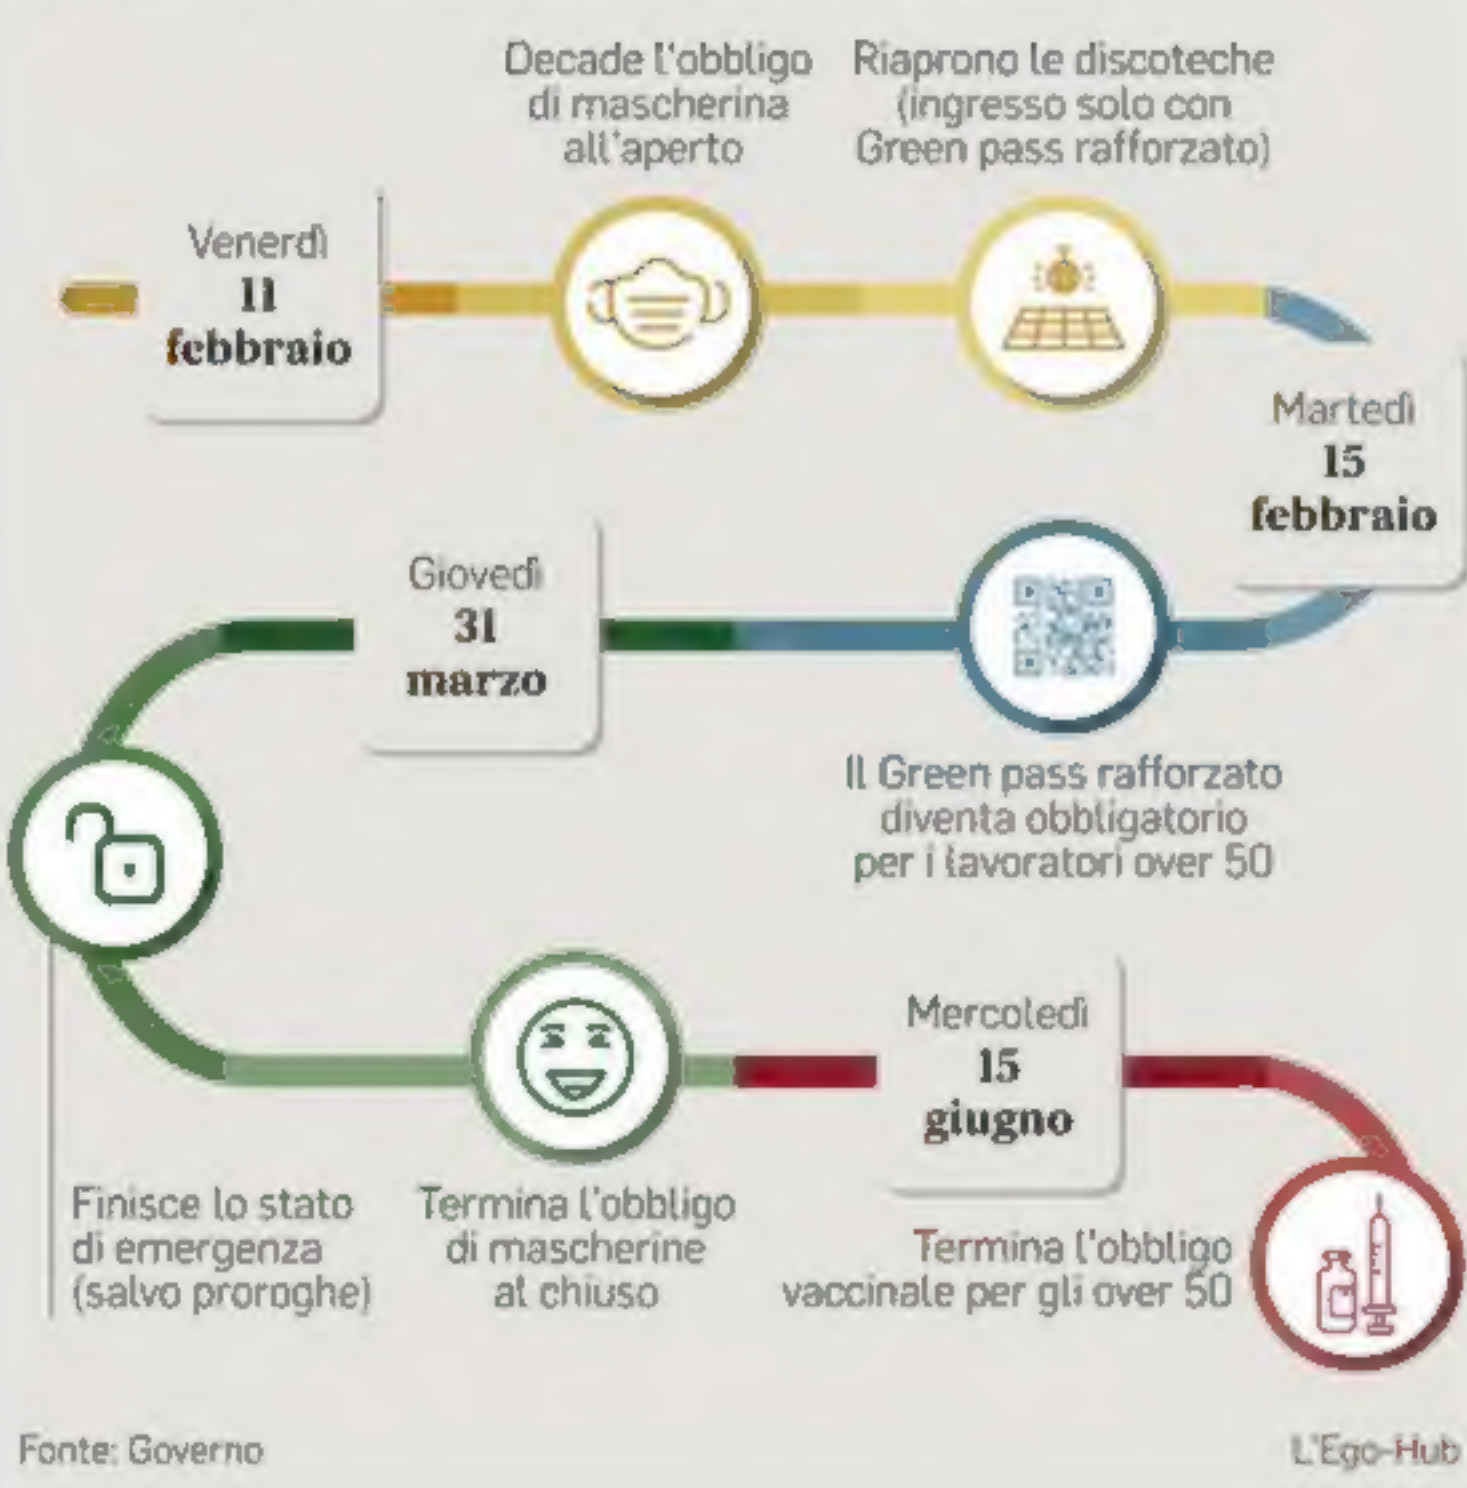 Decade l'obbligo
di mascherina
all'aperto
Riaprono le discoteche
(ingresso solo con
Green pass rafforzato)
Venerdì
11
febbraio
Martedì
15
febbraio
Giovedì
31
marzo
Il Green pass rafforzato
diventa obbligatorio
per i lavoratori over 50
Mercoledì
15
giugno
Finisce lo stato
di emergenza
(salvo proroghe)
Termina l'obbligo
di mascherine
al chiuso
Termina l'obbligo
vaccinale per gli over 50
Fonte: Governo
L'Ego-Hub